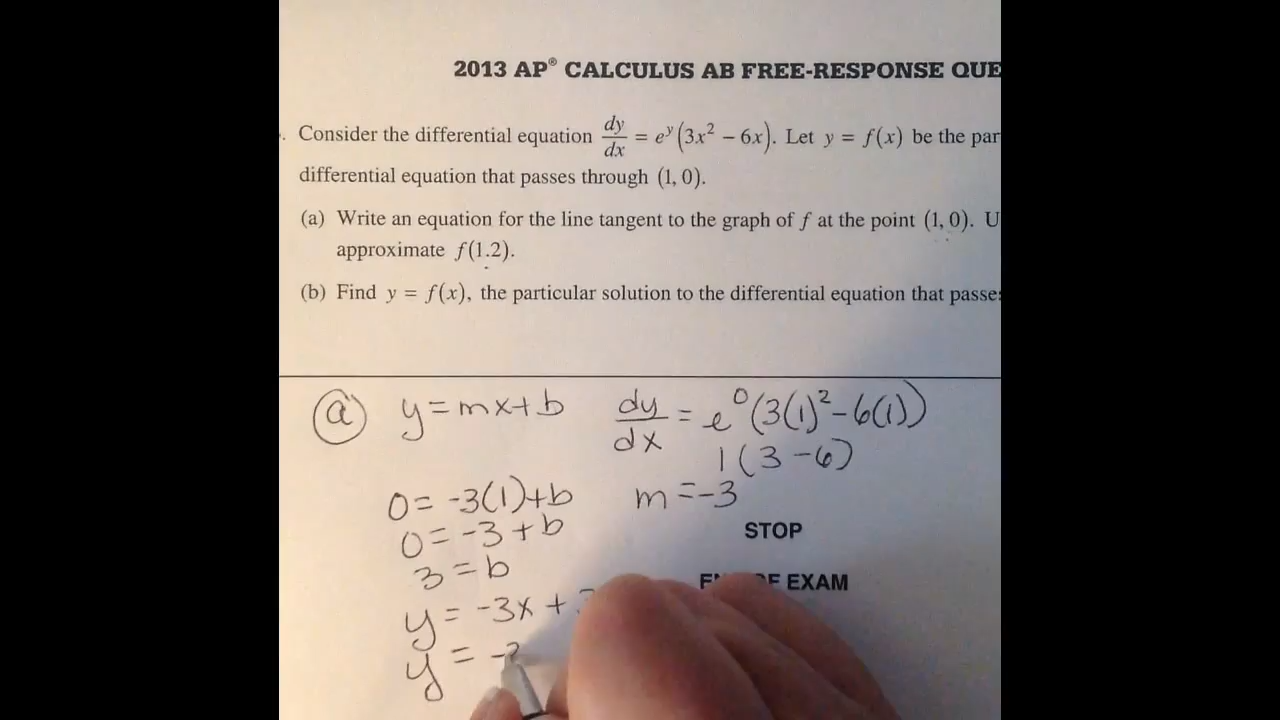 2013 AP® CALCULUS AB FREE-RESPONSE QUE
. Consider the differential equation dy/dx = e^y(3x² − 6x). Let y = f(x) be the par
differential equation that passes through (1, 0).
(a) Write an equation for the line tangent to the graph of f at the point (1, 0). U
approximate f(1.2).
(b) Find y = f(x), the particular solution to the differential equation that passe
(a) y = mx + b dy/dx = e^0(3(1)² − 6(1))
1(3 − 6)
0 = -3(1) + b m = -3
STOP
0 = -3 + b
3 = b
EXAM
y = -3x + 3
y = -3